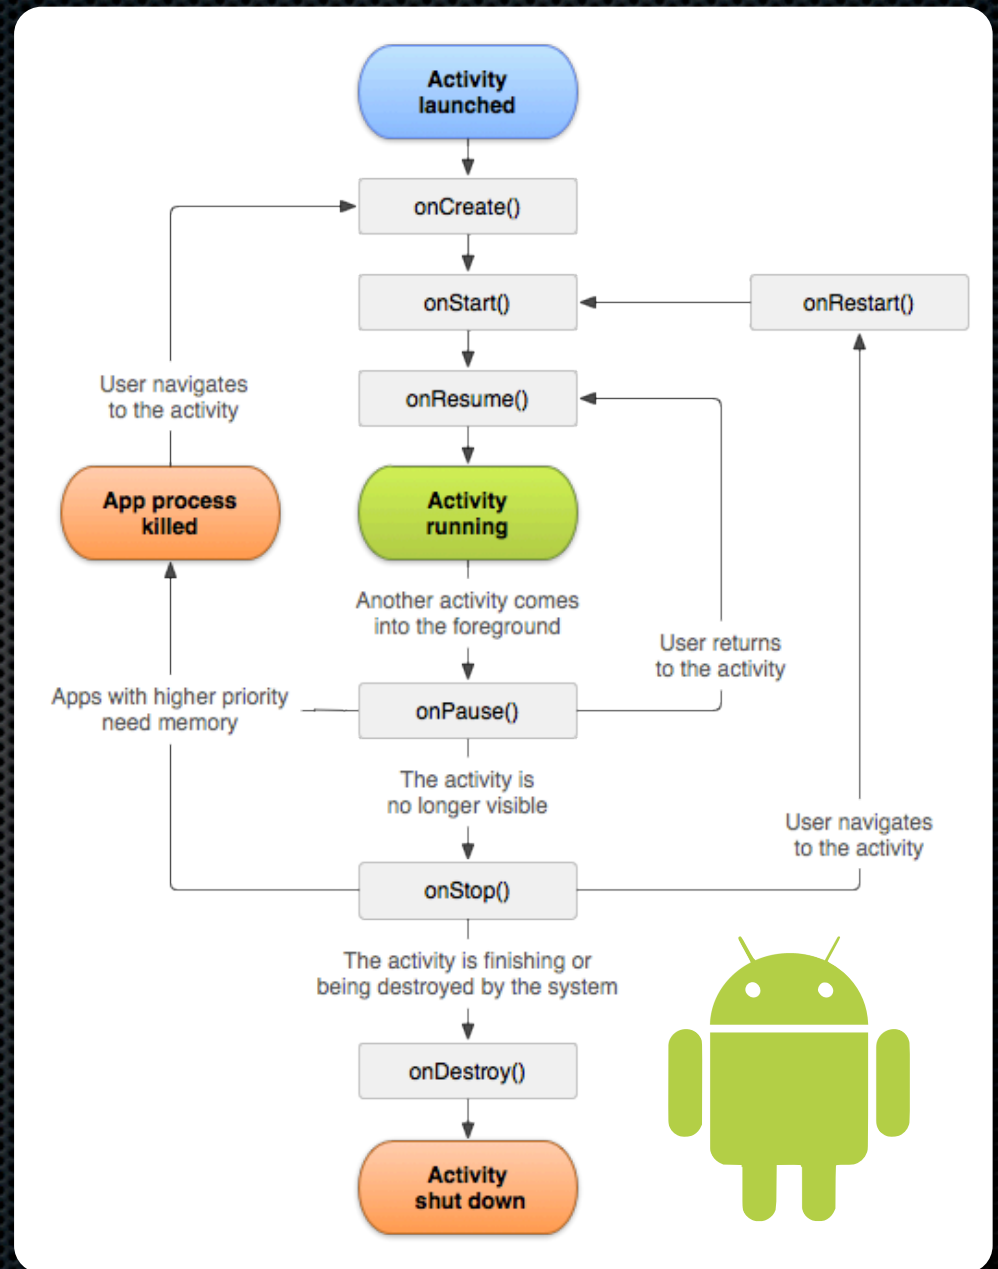 Activity
launched
onCreate()
onStart()
onRestart()
onResume()
User navigates
to the activity
App process
killed
Activity
running
Another activity comes
into the foreground
User returns
to the activity
Apps with higher priority
need memory
onPause()
The activity is
no longer visible
User navigates
to the activity
onStop()
The activity is finishing or
being destroyed by the system
onDestroy()
Activity
shut down